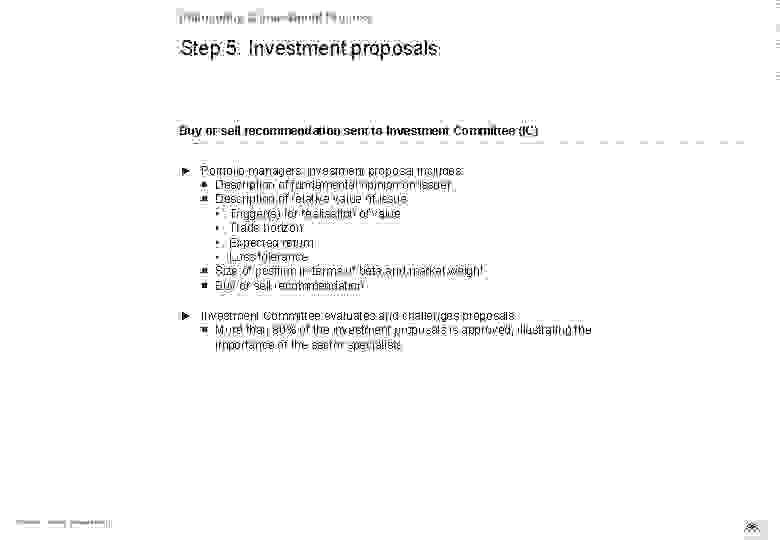 Philosophy & Investment Process
Step 5. Investment proposals
Buy or sell recommendation sent to Investment Committee (IC)
► Portfolio managers' investment proposal includes:
■ Description of fundamental opinion on issuer
■ Description of relative value of issue
• Trigger(s) for realisation of value
• Trade horizon
• Expected return
• Loss tolerance
■ Size of position in terms of beta and market weight
■ Buy or sell recommendation
► Investment Committee evaluates and challenges proposals
■ More than 80% of the investment proposals is approved, illustrating the
importance of the sector specialists